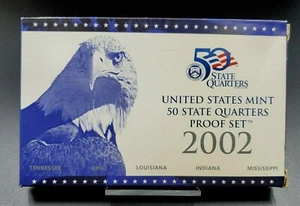 50
STATE
QUARTERS
UNITED STATES MINT
50 STATE QUARTERS
PROOF SET™
2002
TENNESSEE OHIO LOUISIANA INDIANA MISSISSIPPI